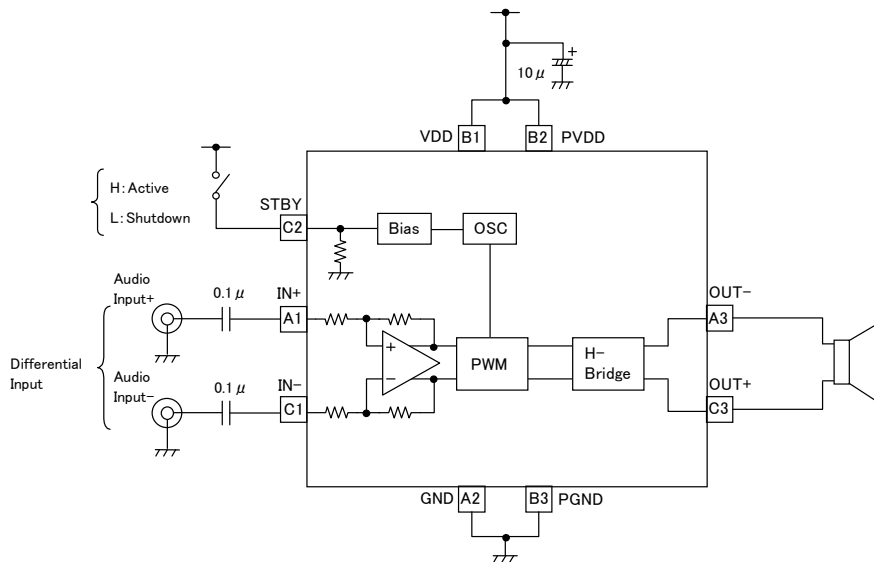 +
10μ
VDD
B1
B2
PVDD
H:Active
L:Shutdown
STBY
C2
Bias
OSC
Audio
Input+
0.1μ
IN+
A1
OUT-
A3
+
-
PWM
H-
Bridge
Differential
Input
Audio
Input-
0.1μ
IN-
C1
OUT+
C3
GND
A2
B3
PGND